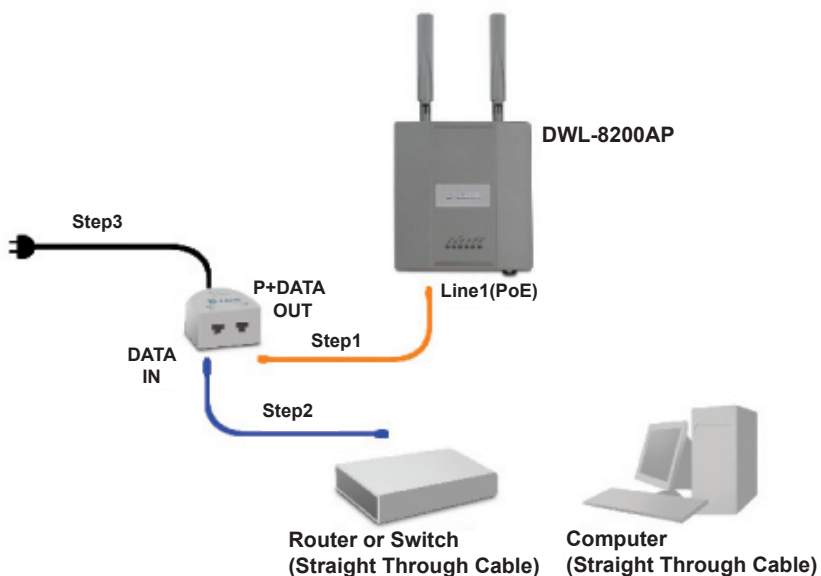 DWL-8200AP
Step3
P+DATA
OUT
Line1(PoE)
Step1
DATA
IN
Step2
Router or Switch
(Straight Through Cable)
Computer
(Straight Through Cable)